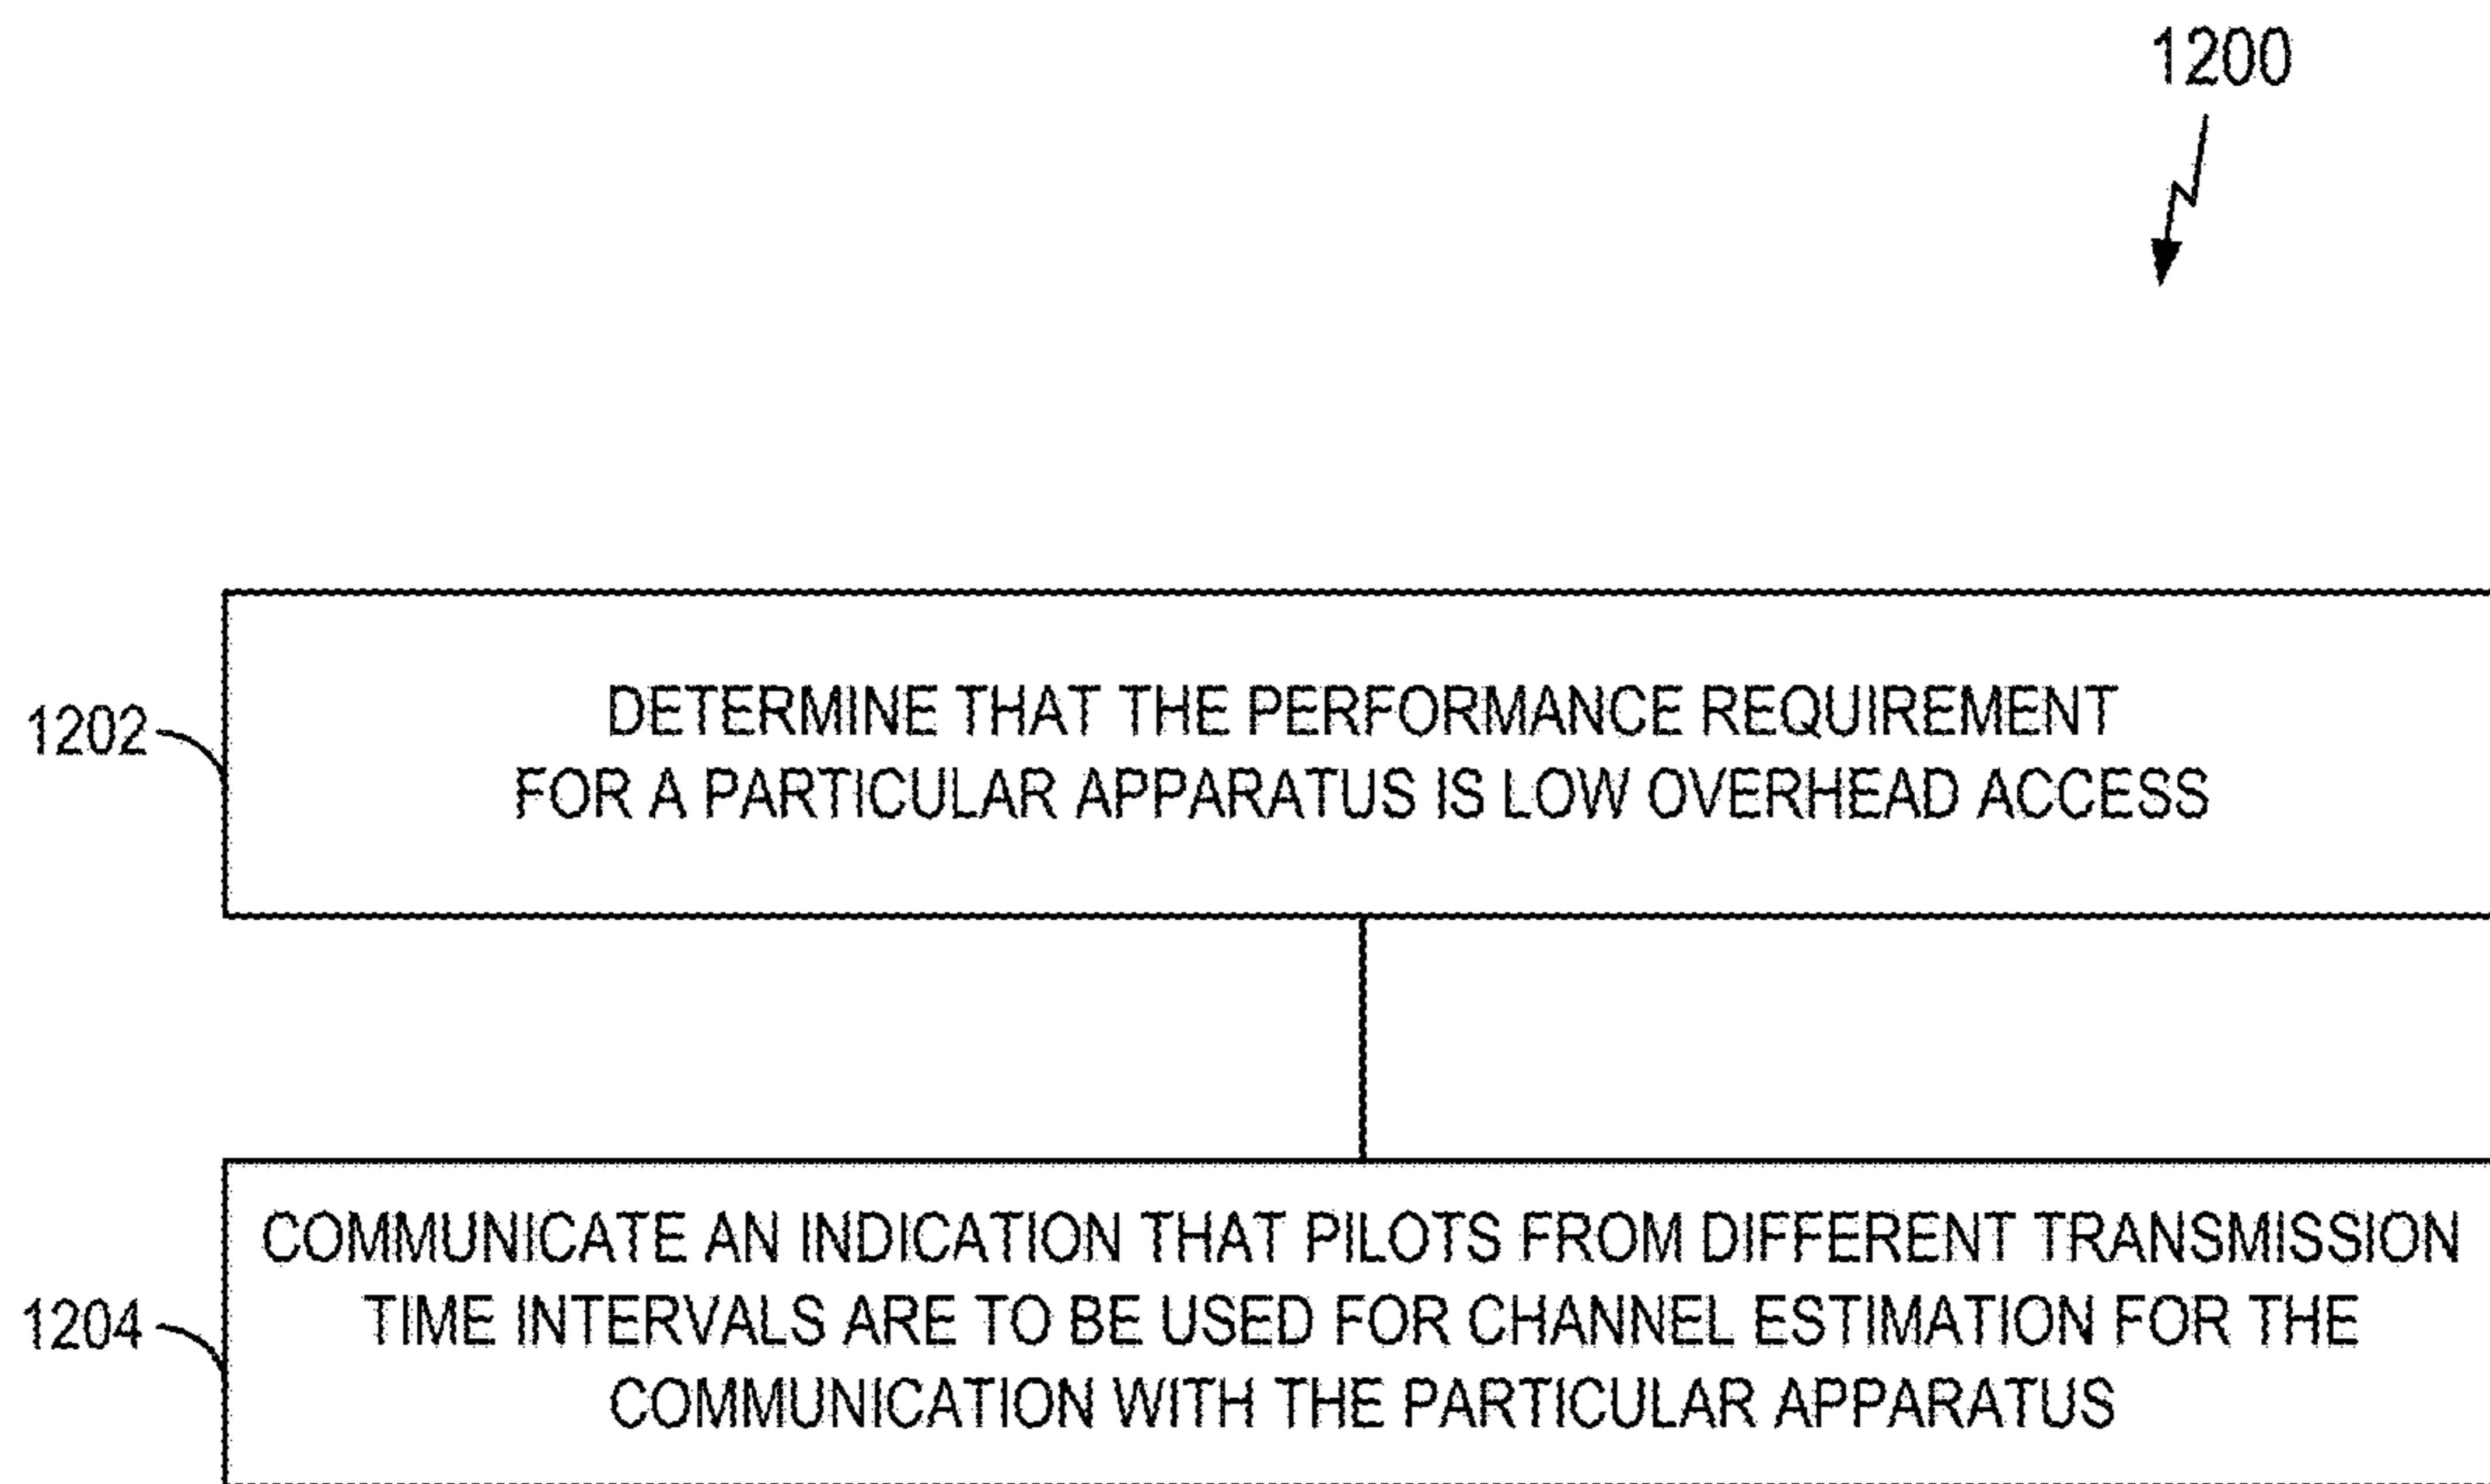 1200
1202
DETERMINE THAT THE PERFORMANCE REQUIREMENT
FOR A PARTICULAR APPARATUS IS LOW OVERHEAD ACCESS
1204
COMMUNICATE AN INDICATION THAT PILOTS FROM DIFFERENT TRANSMISSION
TIME INTERVALS ARE TO BE USED FOR CHANNEL ESTIMATION FOR THE
COMMUNICATION WITH THE PARTICULAR APPARATUS